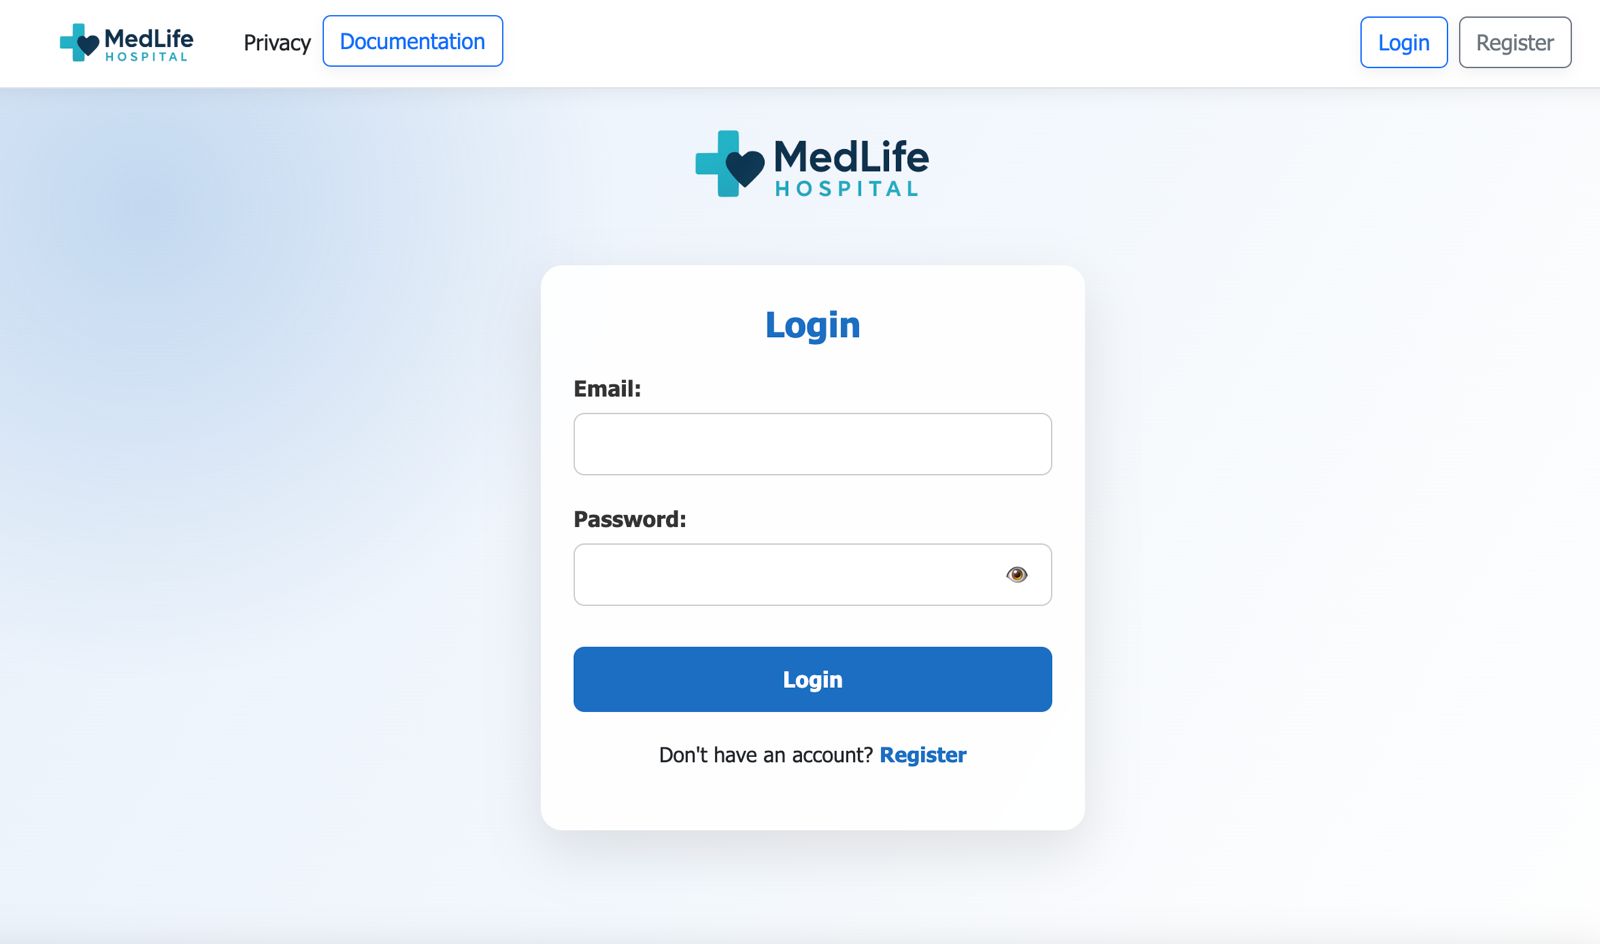 MedLife
HOSPITAL
Privacy
Documentation
Login
Register
MedLife
HOSPITAL
Login
Email:
Password:
Login
Don't have an account? Register